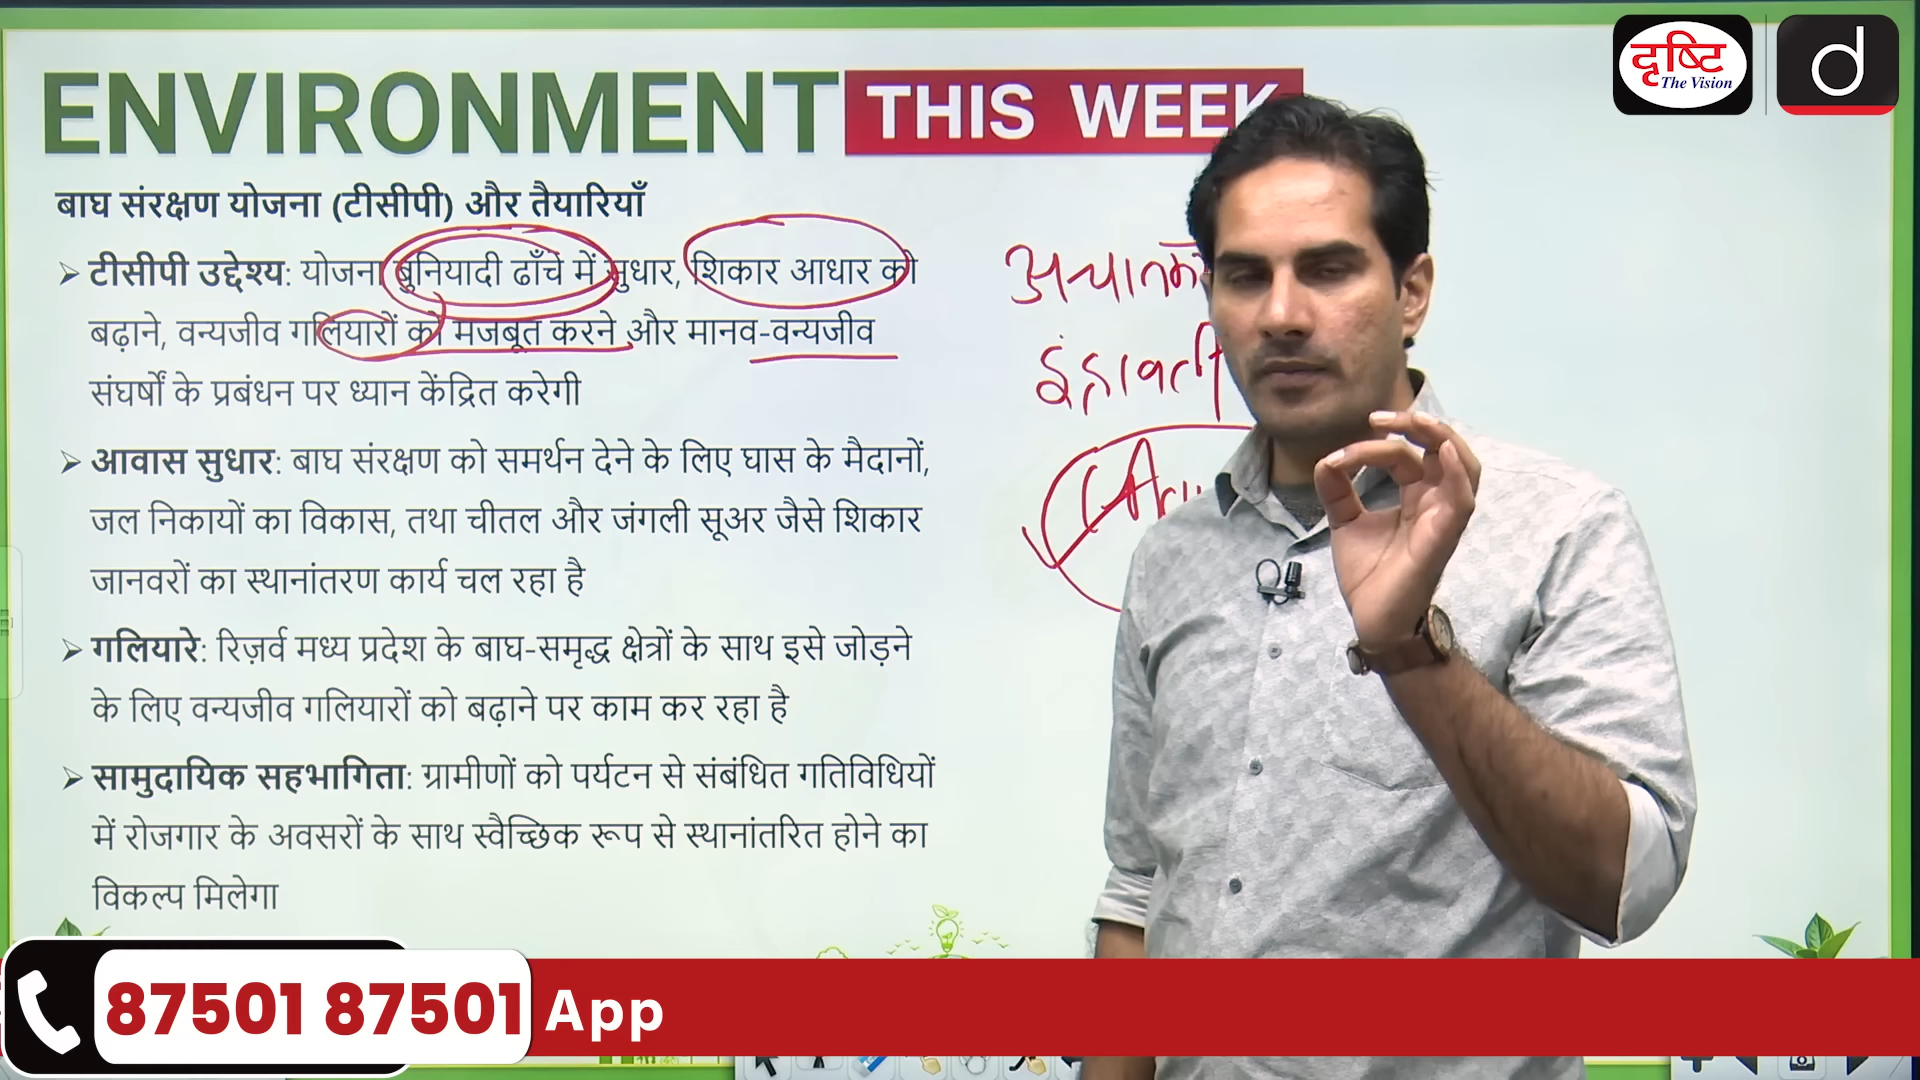 दृष्टि
The Vision
d
ENVIRONMENT THIS WEEK
बाघ संरक्षण योजना (टीसीपी) और तैयारियाँ
➢ टीसीपी उद्देश्य: योजना बुनियादी ढाँचे में सुधार, शिकार आधार को
बढ़ाने, वन्यजीव गलियारों को मजबूत करने और मानव-वन्यजीव
संघर्षों के प्रबंधन पर ध्यान केंद्रित करेगी
➢ आवास सुधार: बाघ संरक्षण को समर्थन देने के लिए घास के मैदानों,
जल निकायों का विकास, तथा चीतल और जंगली सूअर जैसे शिकार
जानवरों का स्थानांतरण कार्य चल रहा है
➢ गलियारे: रिज़र्व मध्य प्रदेश के बाघ-समृद्ध क्षेत्रों के साथ इसे जोड़ने
के लिए वन्यजीव गलियारों को बढ़ाने पर काम कर रहा है
➢ सामुदायिक सहभागिता: ग्रामीणों को पर्यटन से संबंधित गतिविधियों
में रोजगार के अवसरों के साथ स्वैच्छिक रूप से स्थानांतरित होने का
विकल्प मिलेगा
इंद्रावती
87501 87501 App